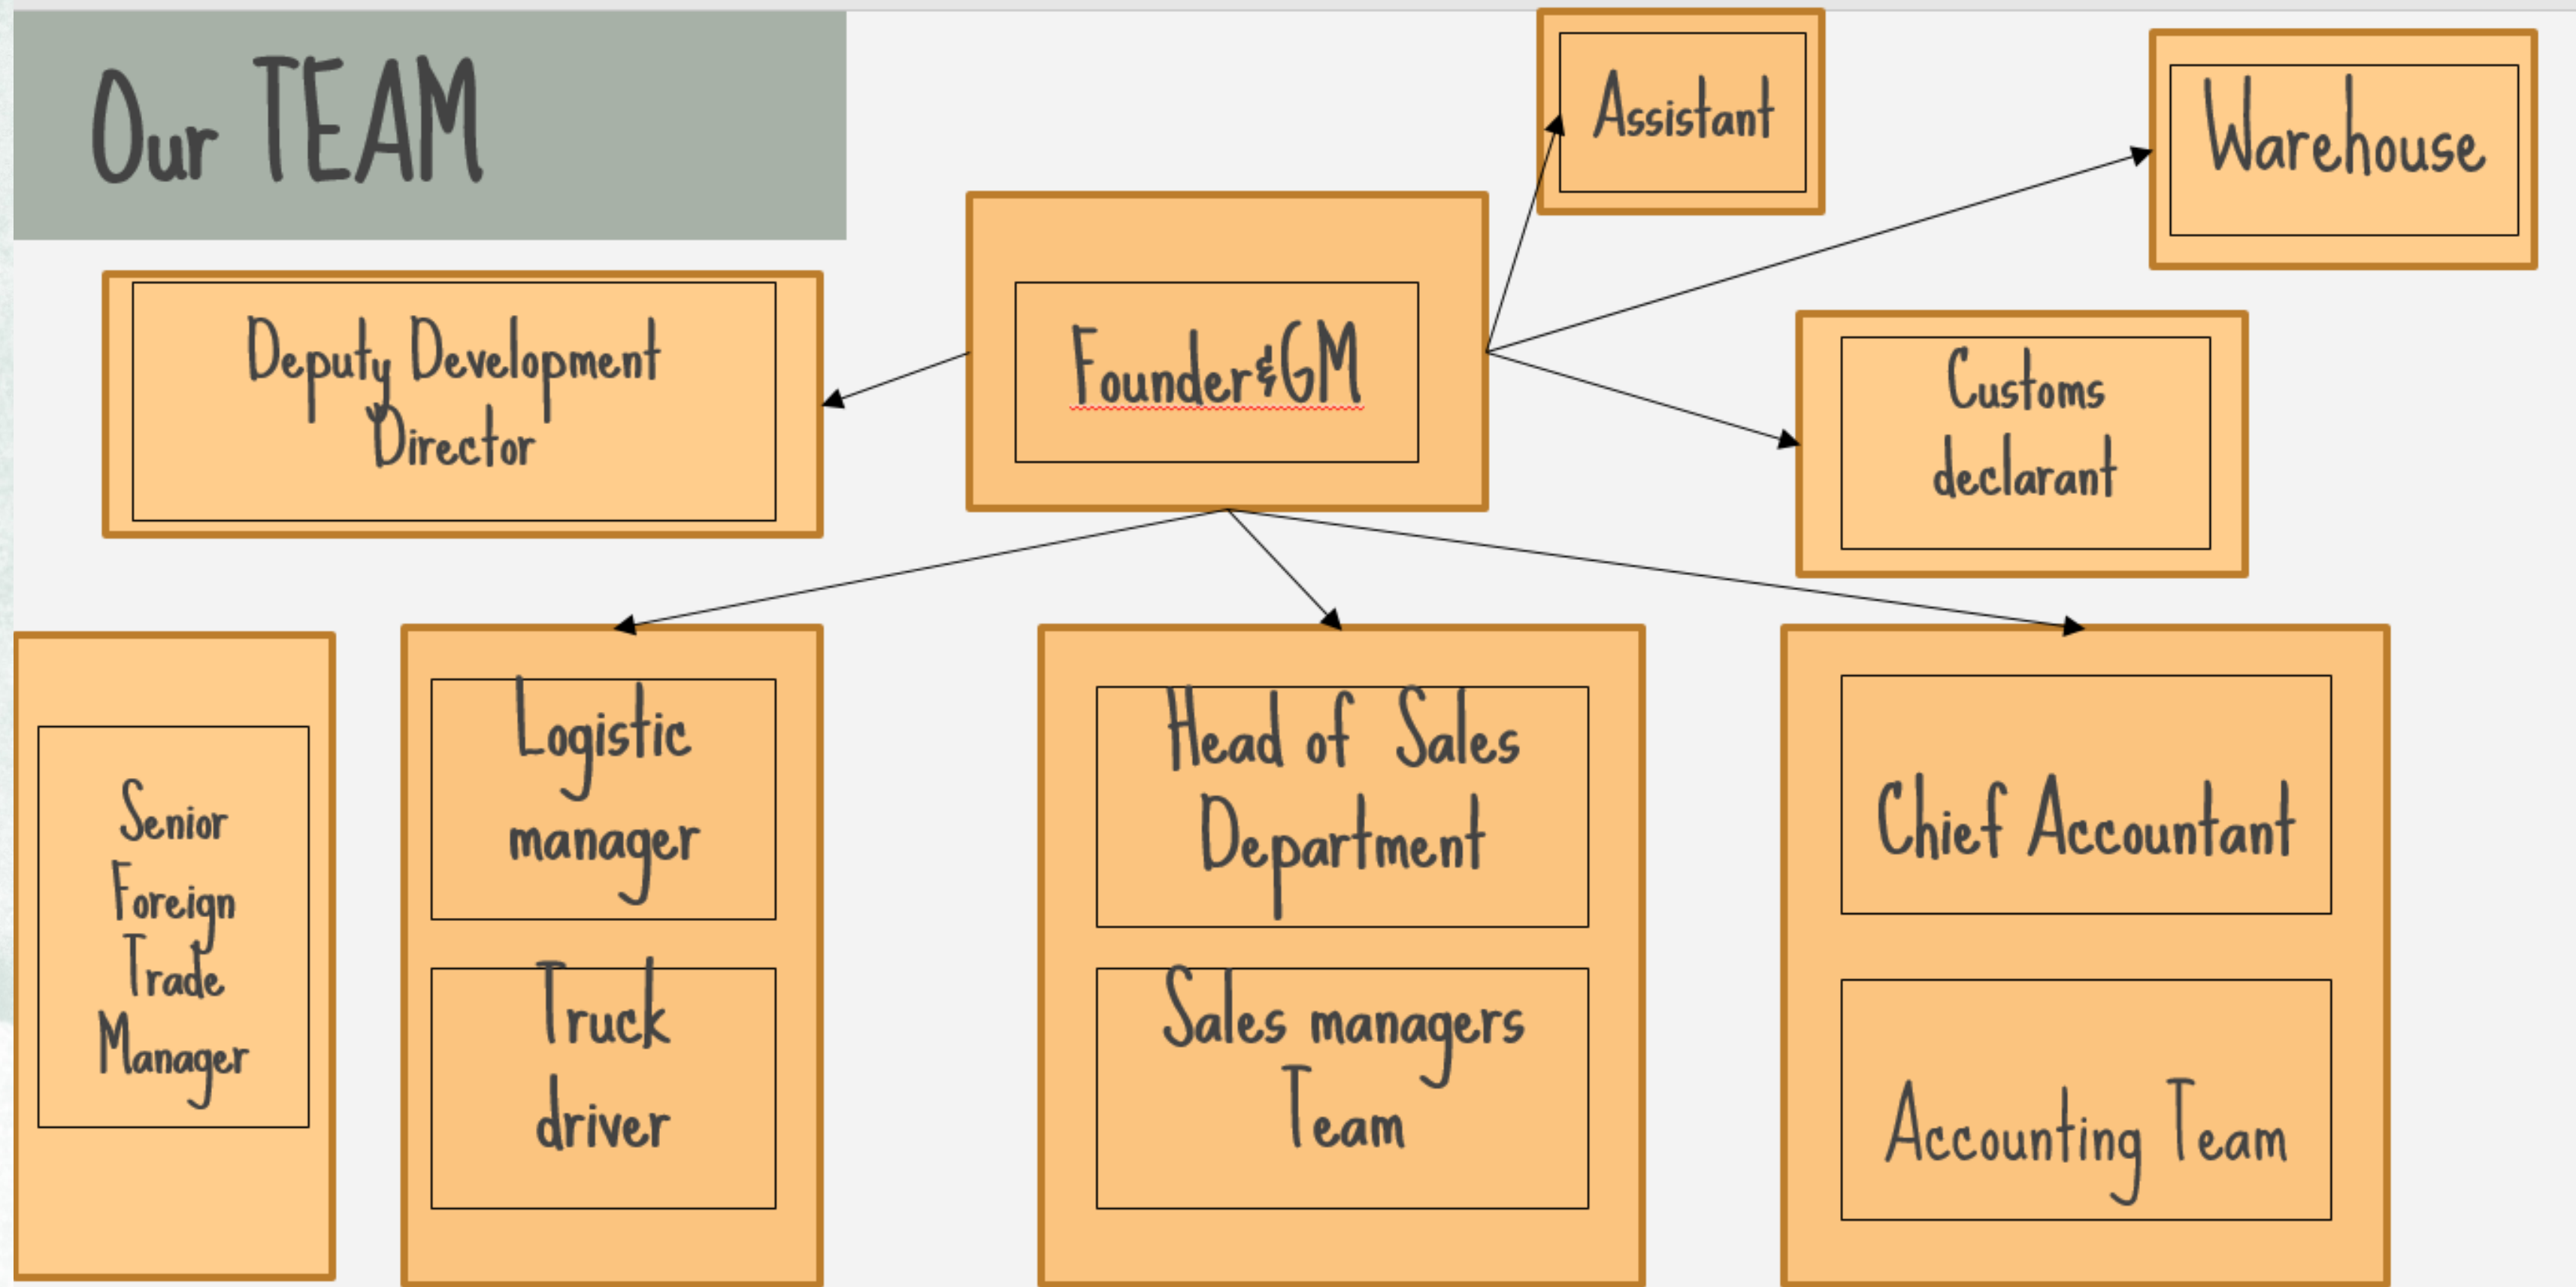 Our TEAM
Assistant
Warehouse
Deputy Development
Director
Founder&GM
Customs
declarant
Senior
Foreign
Trade
Manager
Logistic
manager
Truck
driver
Head of Sales
Department
Sales managers
Team
Chief Accountant
Accounting Team